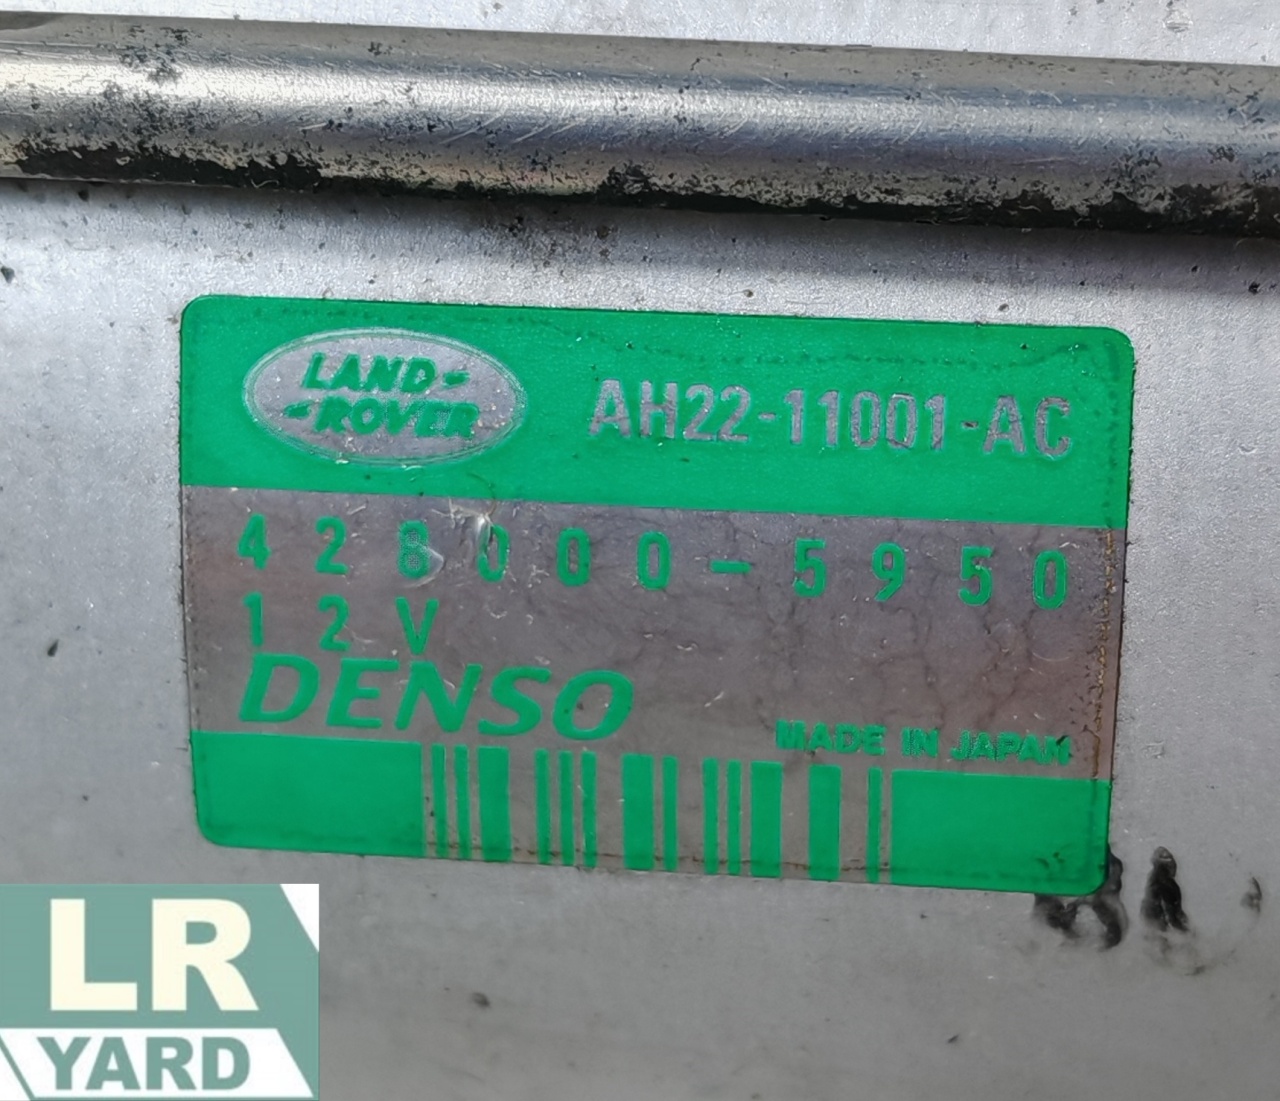 LAND-
-ROVER
AH22-11001-AC
428000-5950
12V
DENSO
MADE IN JAPAN
LR
YARD